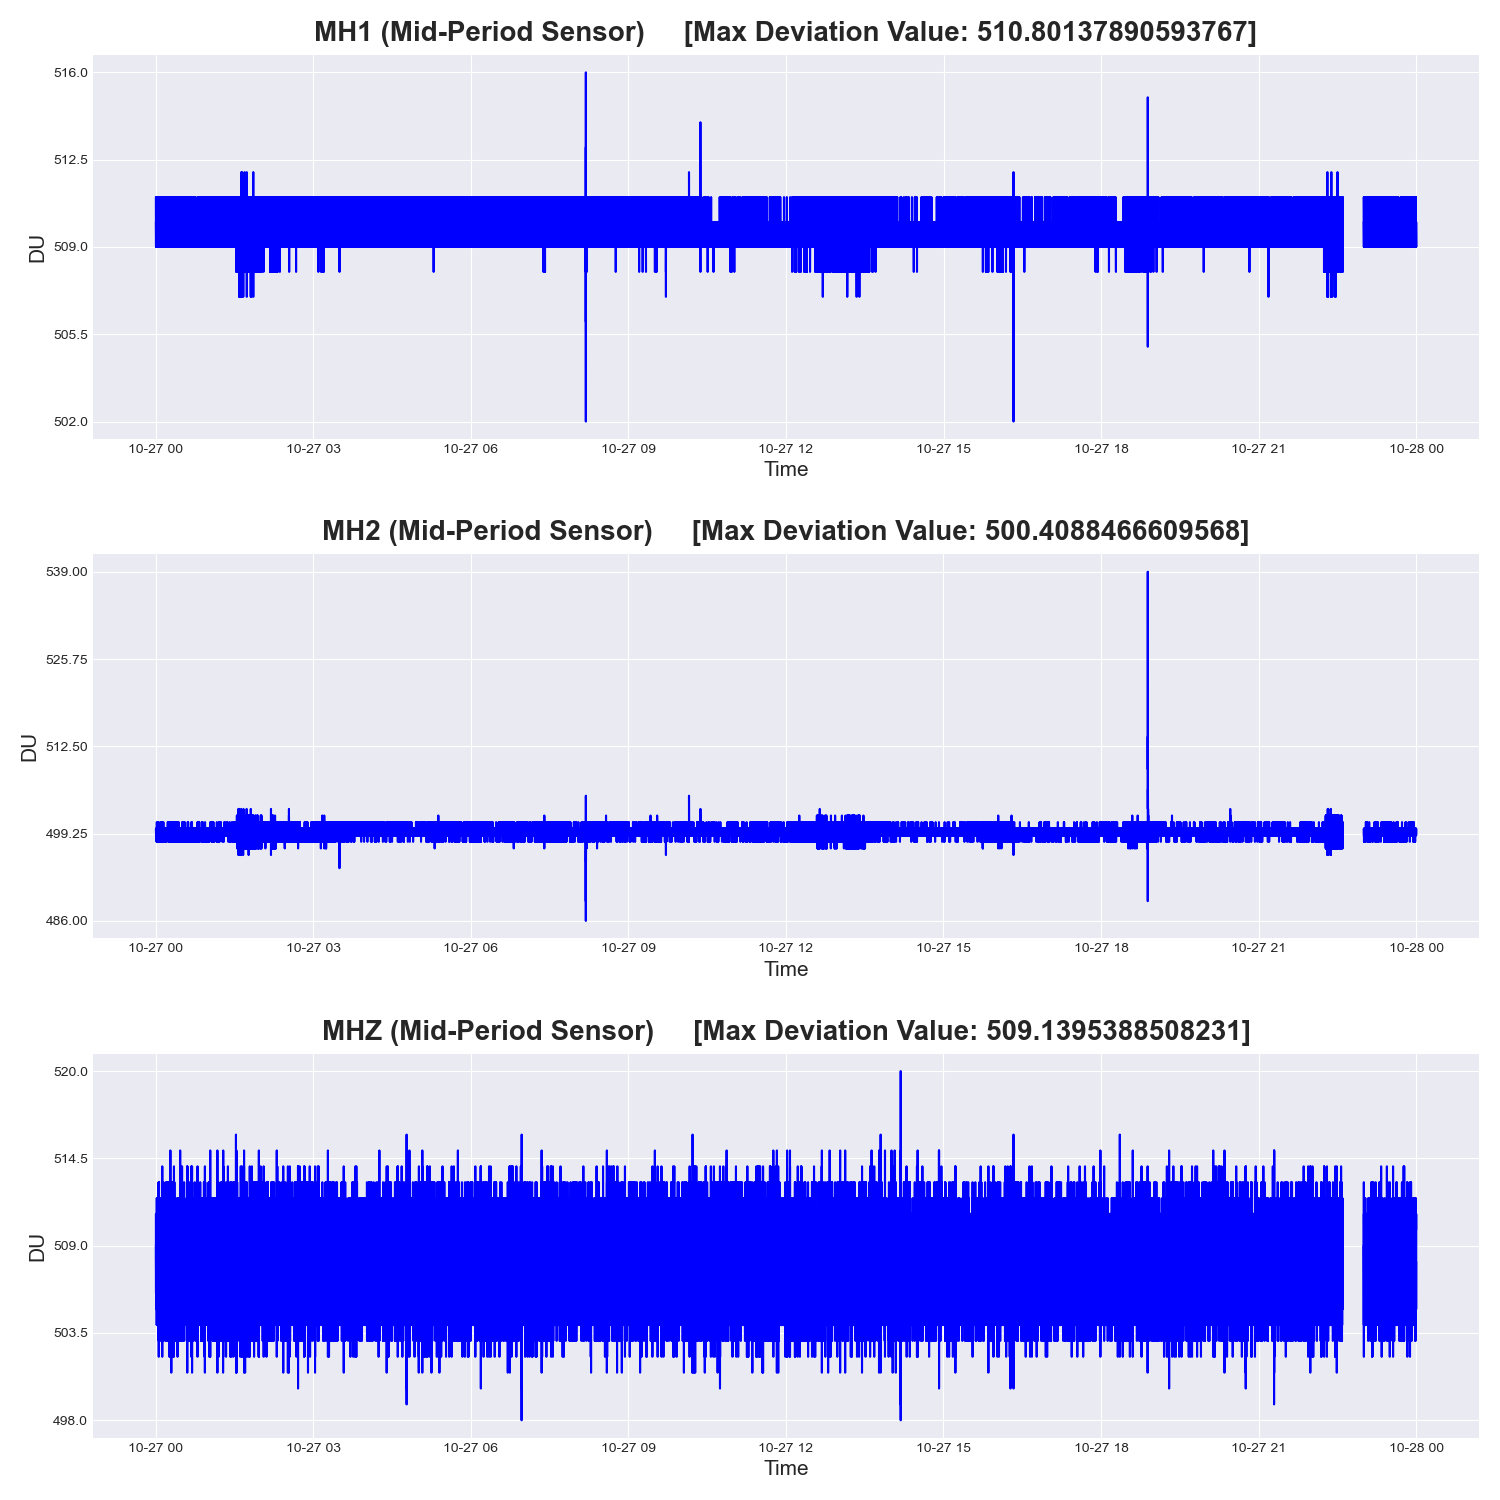 MH1 (Mid-Period Sensor) [Max Deviation Value: 510.80137890593767]
516.0
512.5
509.0
505.5
502.0
DU
10-27 00 10-27 03 10-27 06 10-27 09 10-27 12 10-27 15 10-27 18 10-27 21 10-28 00
Time
MH2 (Mid-Period Sensor) [Max Deviation Value: 500.4088466609568]
539.00
525.75
512.50
499.25
486.00
DU
10-27 00 10-27 03 10-27 06 10-27 09 10-27 12 10-27 15 10-27 18 10-27 21 10-28 00
Time
MHZ (Mid-Period Sensor) [Max Deviation Value: 509.1395388508231]
520.0
514.5
509.0
503.5
498.0
DU
10-27 00 10-27 03 10-27 06 10-27 09 10-27 12 10-27 15 10-27 18 10-27 21 10-28 00
Time